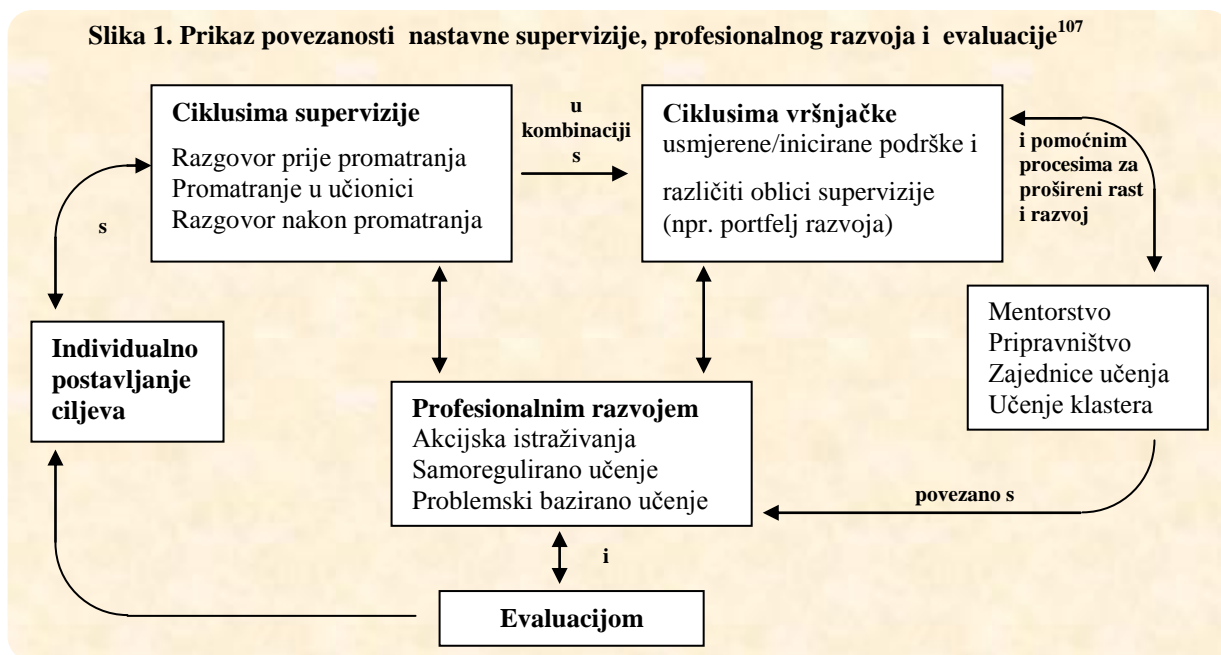 Slika 1. Prikaz povezanosti  nastavne supervizije, profesionalnog razvoja i  evaluacije107
Ciklusima supervizije
Razgovor prije promatranja
Promatranje u učionici
Razgovor nakon promatranja
u
kombinaciji
s
Ciklusima vršnjačke
usmjerene/inicirane podrške i
različiti oblici supervizije
(npr. portfelj razvoja)
i pomoćnim
procesima za
prošireni rast
i razvoj
s
Individualno
postavljanje
ciljeva
Mentorstvo
Pripravništvo
Zajednice učenja
Učenje klastera
Profesionalnim razvojem
Akcijska istraživanja
Samoregulirano učenje
Problemski bazirano učenje
povezano s
i
Evaluacijom